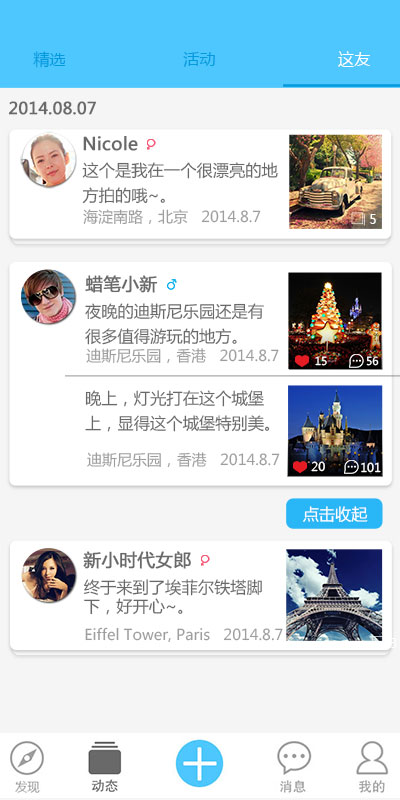 精选 活动 这友
2014.08.07
Nicole
这个是我在一个很漂亮的地
方拍的哦~。
海淀南路，北京 2014.8.7
5
蜡笔小新
夜晚的迪斯尼乐园还是有
很多值得游玩的地方。
迪斯尼乐园，香港 2014.8.7
15 56
晚上，灯光打在这个城堡
上，显得这个城堡特别美。
迪斯尼乐园，香港 2014.8.7
20 101
点击收起
新小时代女郎
终于来到了埃菲尔铁塔脚
下，好开心~。
Eiffel Tower, Paris 2014.8.7
发现 动态 消息 我的